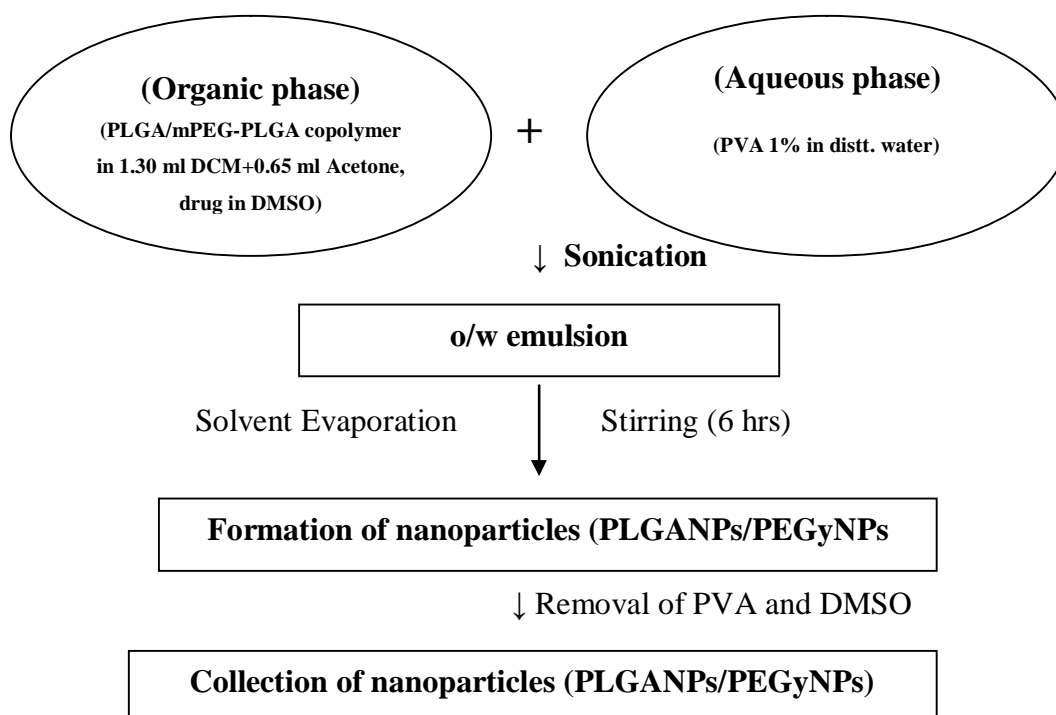 (Organic phase)
(PLGA/mPEG-PLGA copolymer
in 1.30 ml DCM+0.65 ml Acetone,
drug in DMSO)
+
(Aqueous phase)
(PVA 1% in distt. water)
↓ Sonication
o/w emulsion
Solvent Evaporation Stirring (6 hrs)
Formation of nanoparticles (PLGANPs/PEGyNPs
↓ Removal of PVA and DMSO
Collection of nanoparticles (PLGANPs/PEGyNPs)